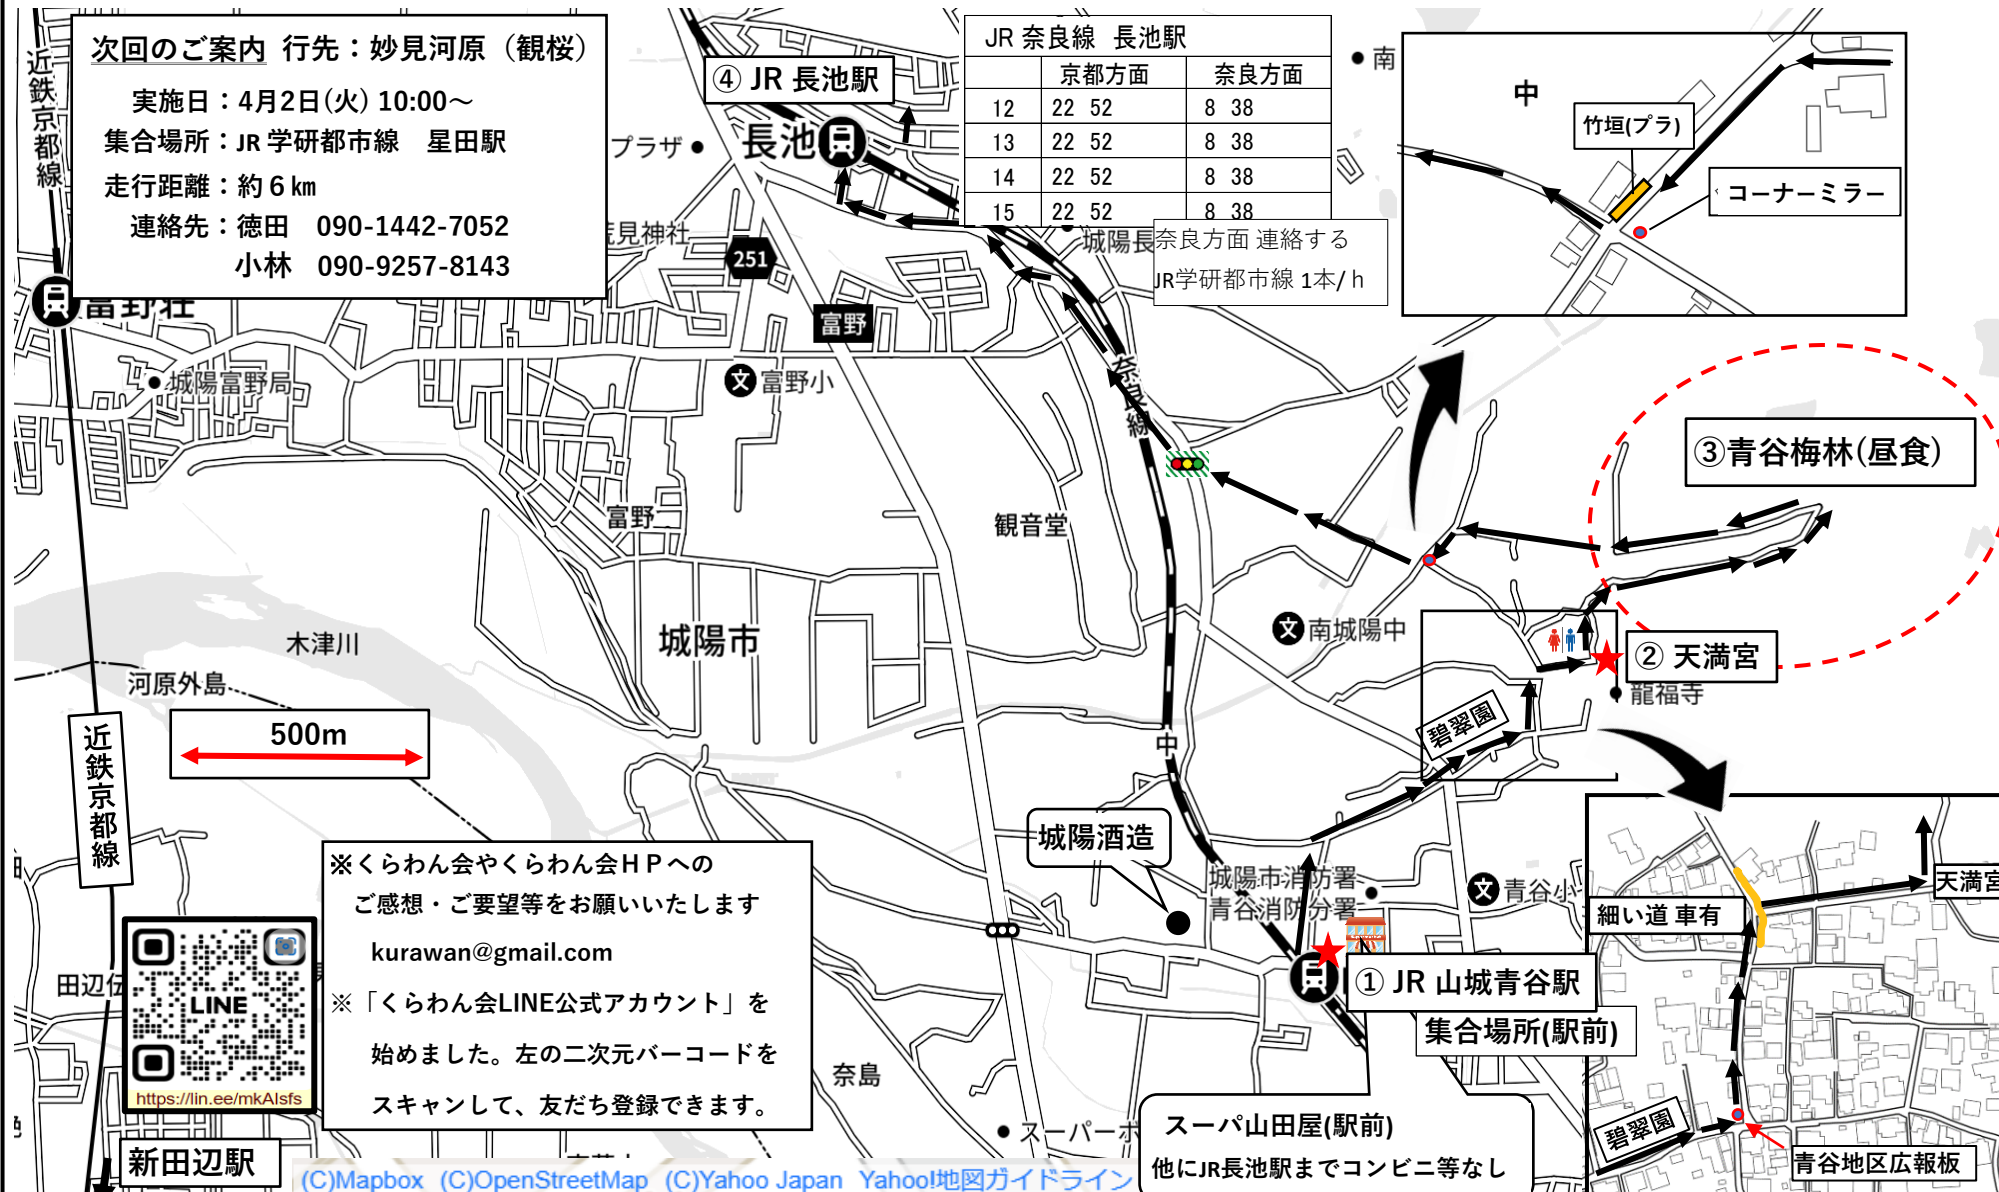 次回のご案内 行先：妙見河原（観桜）
実施日：4月2日(火) 10:00～
集合場所：JR 学研都市線　星田駅
走行距離：約６㎞
連絡先：徳田　090-1442-7052
小林　090-9257-8143
近鉄京都線
富野荘
④ JR 長池駅
長池
プラザ
荒見神社
251
富野
JR 奈良線 長池駅
京都方面 奈良方面
12 22 52 8 38
13 22 52 8 38
14 22 52 8 38
15 22 52 8 38
城陽長
奈良方面 連絡する
JR学研都市線 1本/ｈ
南
中
竹垣(プラ)
コーナーミラー
城陽富野局
文 富野小
奈良線
③青谷梅林(昼食)
富野
観音堂
木津川
城陽市
文 南城陽中
② 天満宮
龍福寺
河原外島
500m
碧翠園
中
近鉄京都線
城陽酒造
城陽市消防署
青谷消防分署
文 青谷小
天満宮
細い道 車有
※くらわん会やくらわん会ＨＰへの
ご感想・ご要望等をお願いいたします
kurawan@gmail.com
※「くらわん会LINE公式アカウント」を
始めました。左の二次元バーコードを
スキャンして、友だち登録できます。
田辺伝
LINE
https://lin.ee/mkAlsfs
① JR 山城青谷駅
集合場所(駅前)
奈島
スーパーホ
スーパ山田屋(駅前)
他にJR長池駅までコンビニ等なし
碧翠園
青谷地区広報板
新田辺駅
(C)Mapbox (C)OpenStreetMap (C)Yahoo Japan Yahoo!地図ガイドライン